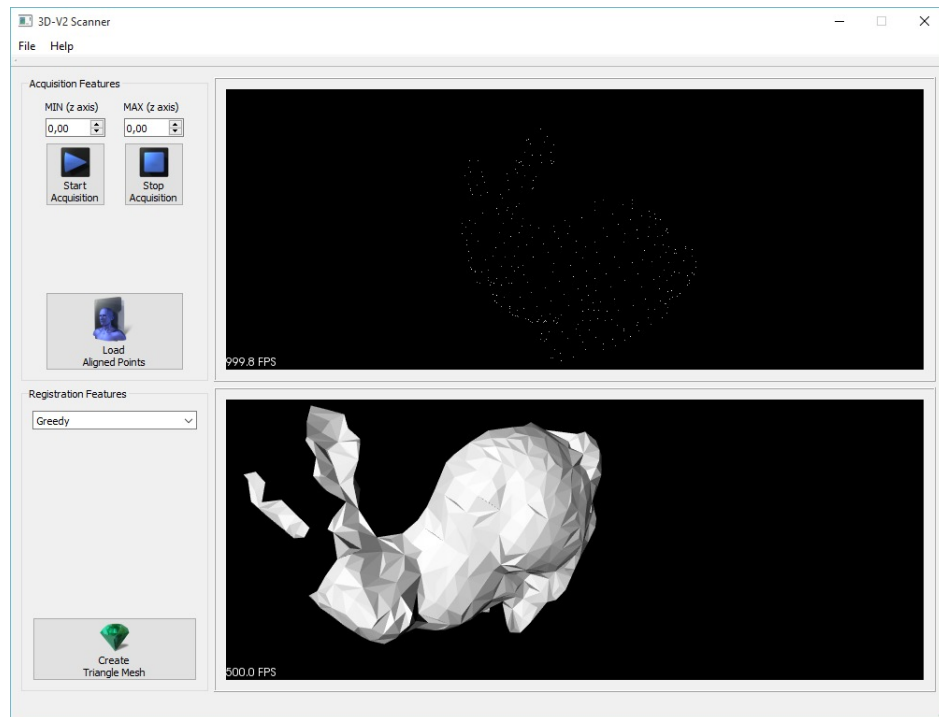 3D-V2 Scanner
File Help
Acquisition Features
MIN (z axis) MAX (z axis)
0,00 0,00
Start
Acquisition
Stop
Acquisition
Load
Aligned Points
999.8 FPS
Registration Features
Greedy
Create
Triangle Mesh
500.0 FPS